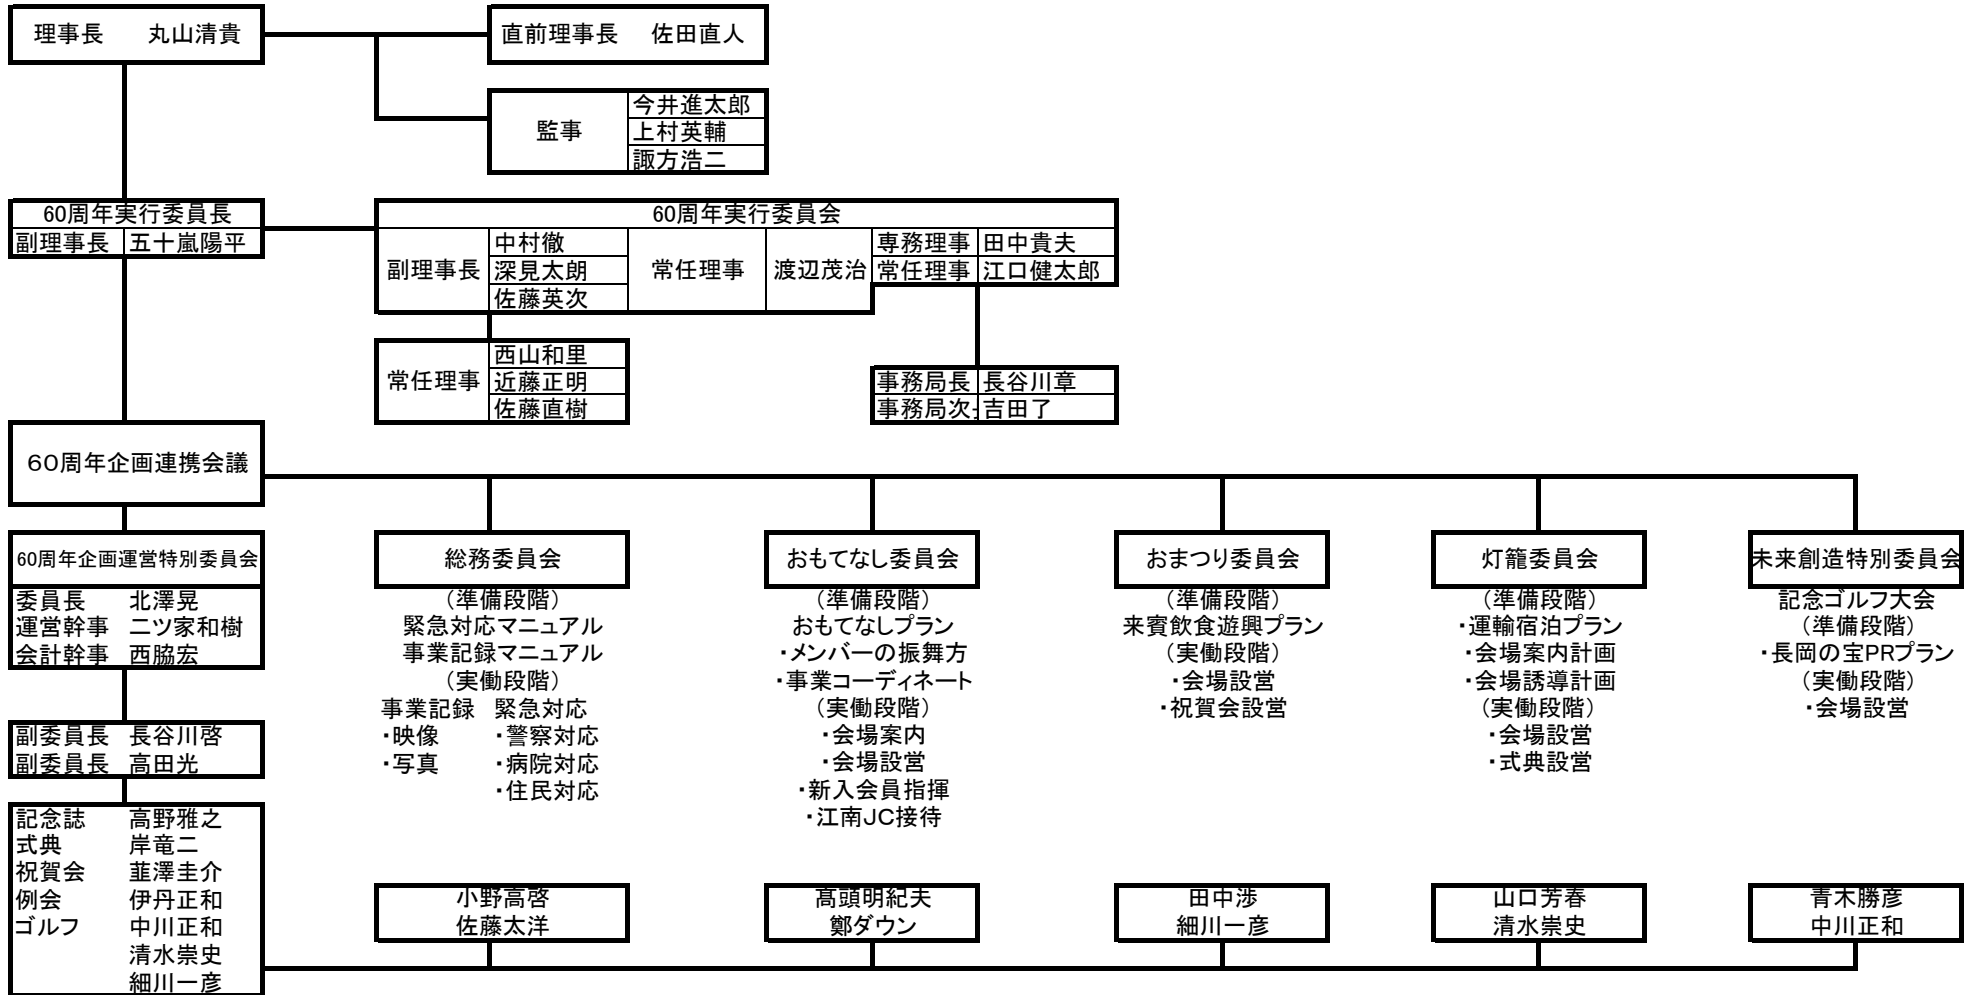 理事長 丸山清貴
直前理事長 佐田直人
監事
今井進太郎
上村英輔
諏方浩二
60周年実行委員長
副理事長 五十嵐陽平
60周年実行委員会
副理事長
中村徹
深見太朗
佐藤英次
常任理事 渡辺茂治
専務理事 田中貴夫
常任理事 江口健太郎
常任理事
西山和里
近藤正明
佐藤直樹
事務局長 長谷川章
事務局次 吉田了
60周年企画連携会議
60周年企画運営特別委員会
委員長 北澤晃
運営幹事 二ツ家和樹
会計幹事 西脇宏
副委員長 長谷川啓
副委員長 高田光
記念誌 高野雅之
式典 岸竜二
祝賀会 韮澤圭介
例会 伊丹正和
ゴルフ 中川正和
清水崇史
細川一彦
総務委員会
（準備段階）
緊急対応マニュアル
事業記録マニュアル
（実働段階）
事業記録 緊急対応
・映像 ・警察対応
・写真 ・病院対応
・住民対応
小野高啓
佐藤太洋
おもてなし委員会
（準備段階）
おもてなしプラン
・メンバーの振舞方
・事業コーディネート
（実働段階）
・会場案内
・会場設営
・新入会員指揮
・江南JC接待
髙頭明紀夫
鄭ダウン
おまつり委員会
（準備段階）
来賓飲食遊興プラン
（実働段階）
・会場設営
・祝賀会設営
田中渉
細川一彦
灯籠委員会
（準備段階）
・運輸宿泊プラン
・会場案内計画
・会場誘導計画
（実働段階）
・会場設営
・式典設営
山口芳春
清水崇史
未来創造特別委員会
記念ゴルフ大会
（準備段階）
・長岡の宝PRプラン
（実働段階）
・会場設営
青木勝彦
中川正和